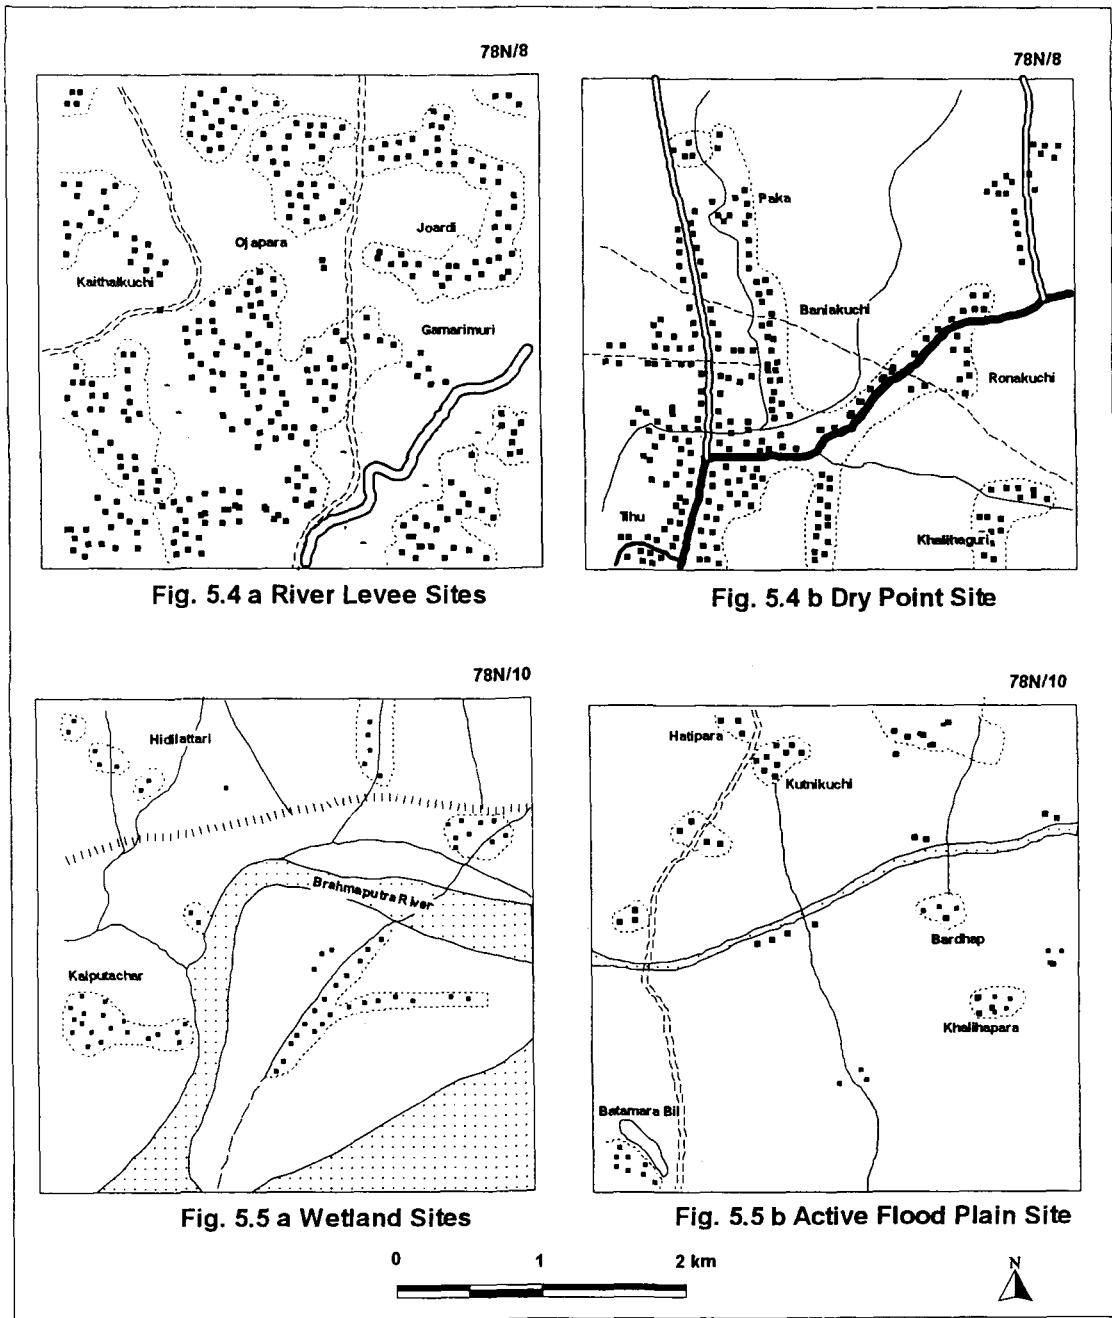 78N/8
78N/8
Ojapara
Joardi
Kaithalkuchi
Gamarimuri
Paka
Baniakuchi
Ronakuchi
Tihu
Khalihaguri
Fig. 5.4 a River Levee Sites
Fig. 5.4 b Dry Point Site
78N/10
78N/10
Hidilattari
Brahmaputra River
Kalputachar
Hatipara
Kutnikuchi
Bardhap
Khalihapara
Batamara Bil
Fig. 5.5 a Wetland Sites
Fig. 5.5 b Active Flood Plain Site
0 1 2 km
N